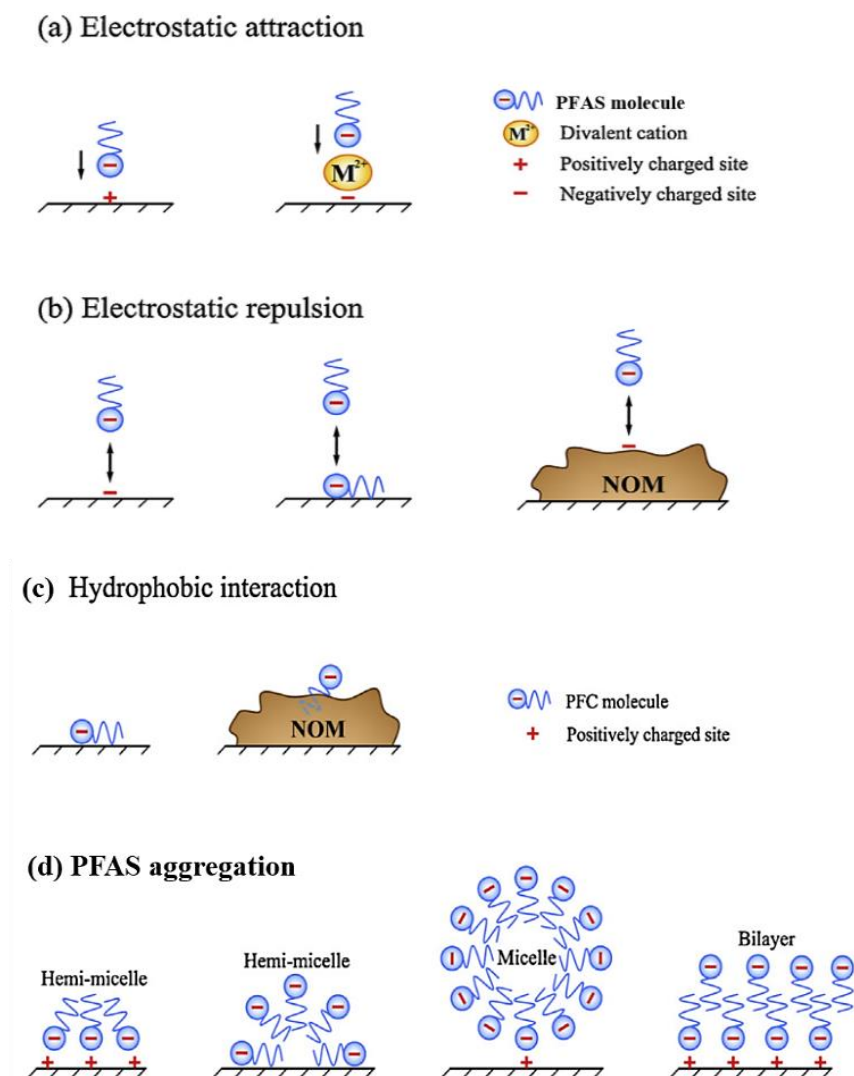 (a) Electrostatic attraction
PFAS molecule
M²⁺ Divalent cation
+ Positively charged site
− Negatively charged site
M²⁺
(b) Electrostatic repulsion
NOM
(c) Hydrophobic interaction
NOM
PFC molecule
+ Positively charged site
(d) PFAS aggregation
Hemi-micelle
Hemi-micelle
Micelle
Bilayer